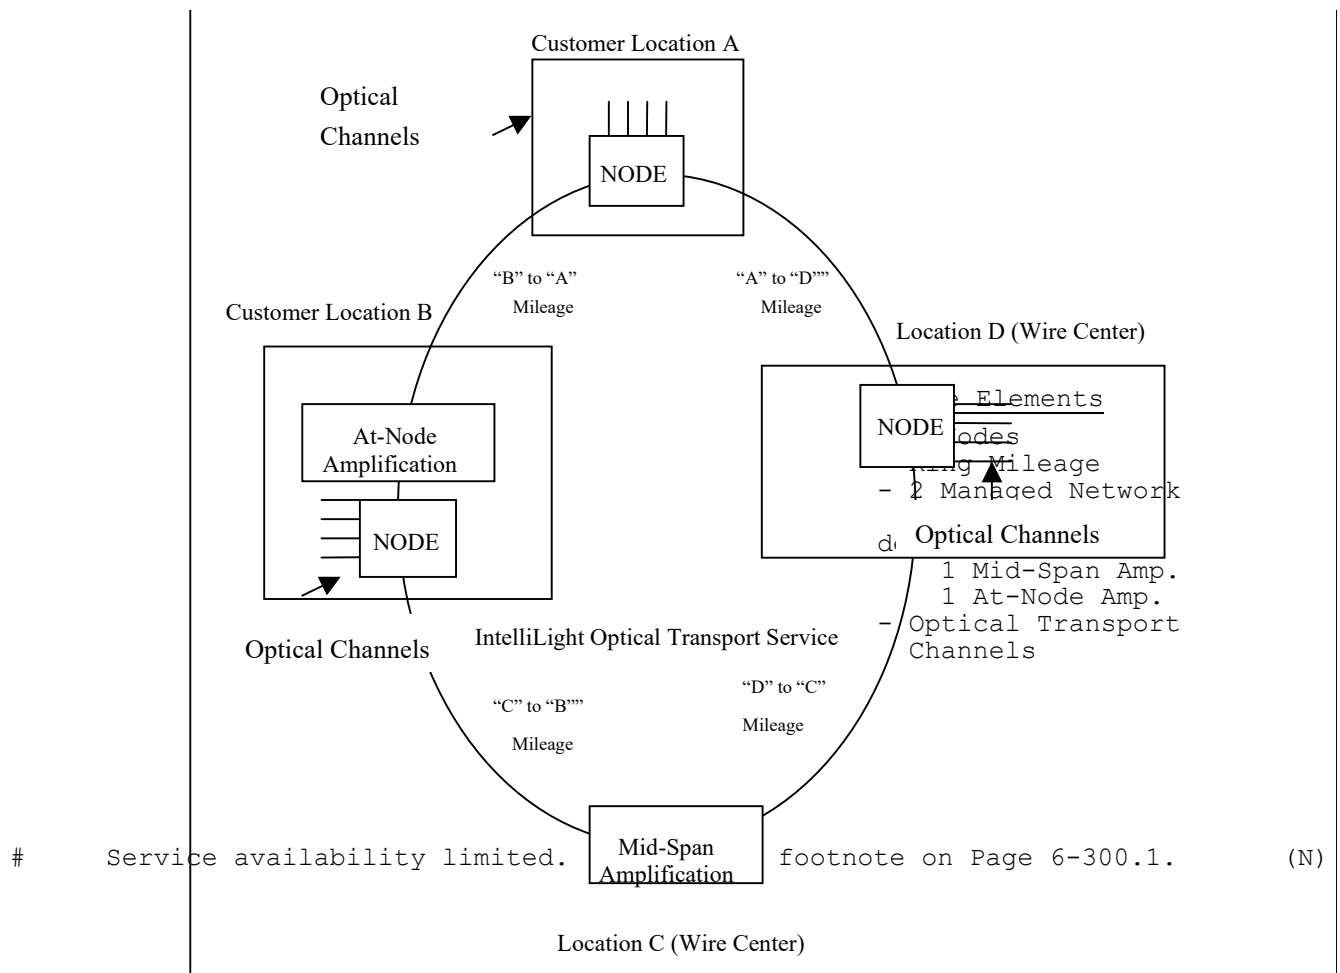 Customer Location A
Optical
Channels
NODE
“B” to “A”
Mileage
“A” to “D””
Mileage
Customer Location B
Location D (Wire Center)
At-Node
Amplification
NODE
Optical Channels
NODE
Elements
Mileage
- 2 Managed Network
Optical Channels
1 Mid-Span Amp.
1 At-Node Amp.
- Optical Transport
Channels
IntelliLight Optical Transport Service
“C” to “B””
Mileage
“D” to “C”
Mileage
Mid-Span
Amplification
# Service availability limited. footnote on Page 6-300.1. (N)
Location C (Wire Center)